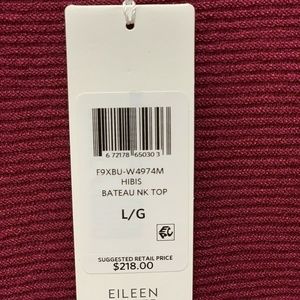 6 72178 65030 3
F9XBU-W4974M
HIBIS
BATEAU NK TOP
L/G
SUGGESTED RETAIL PRICE
$218.00
EILEEN